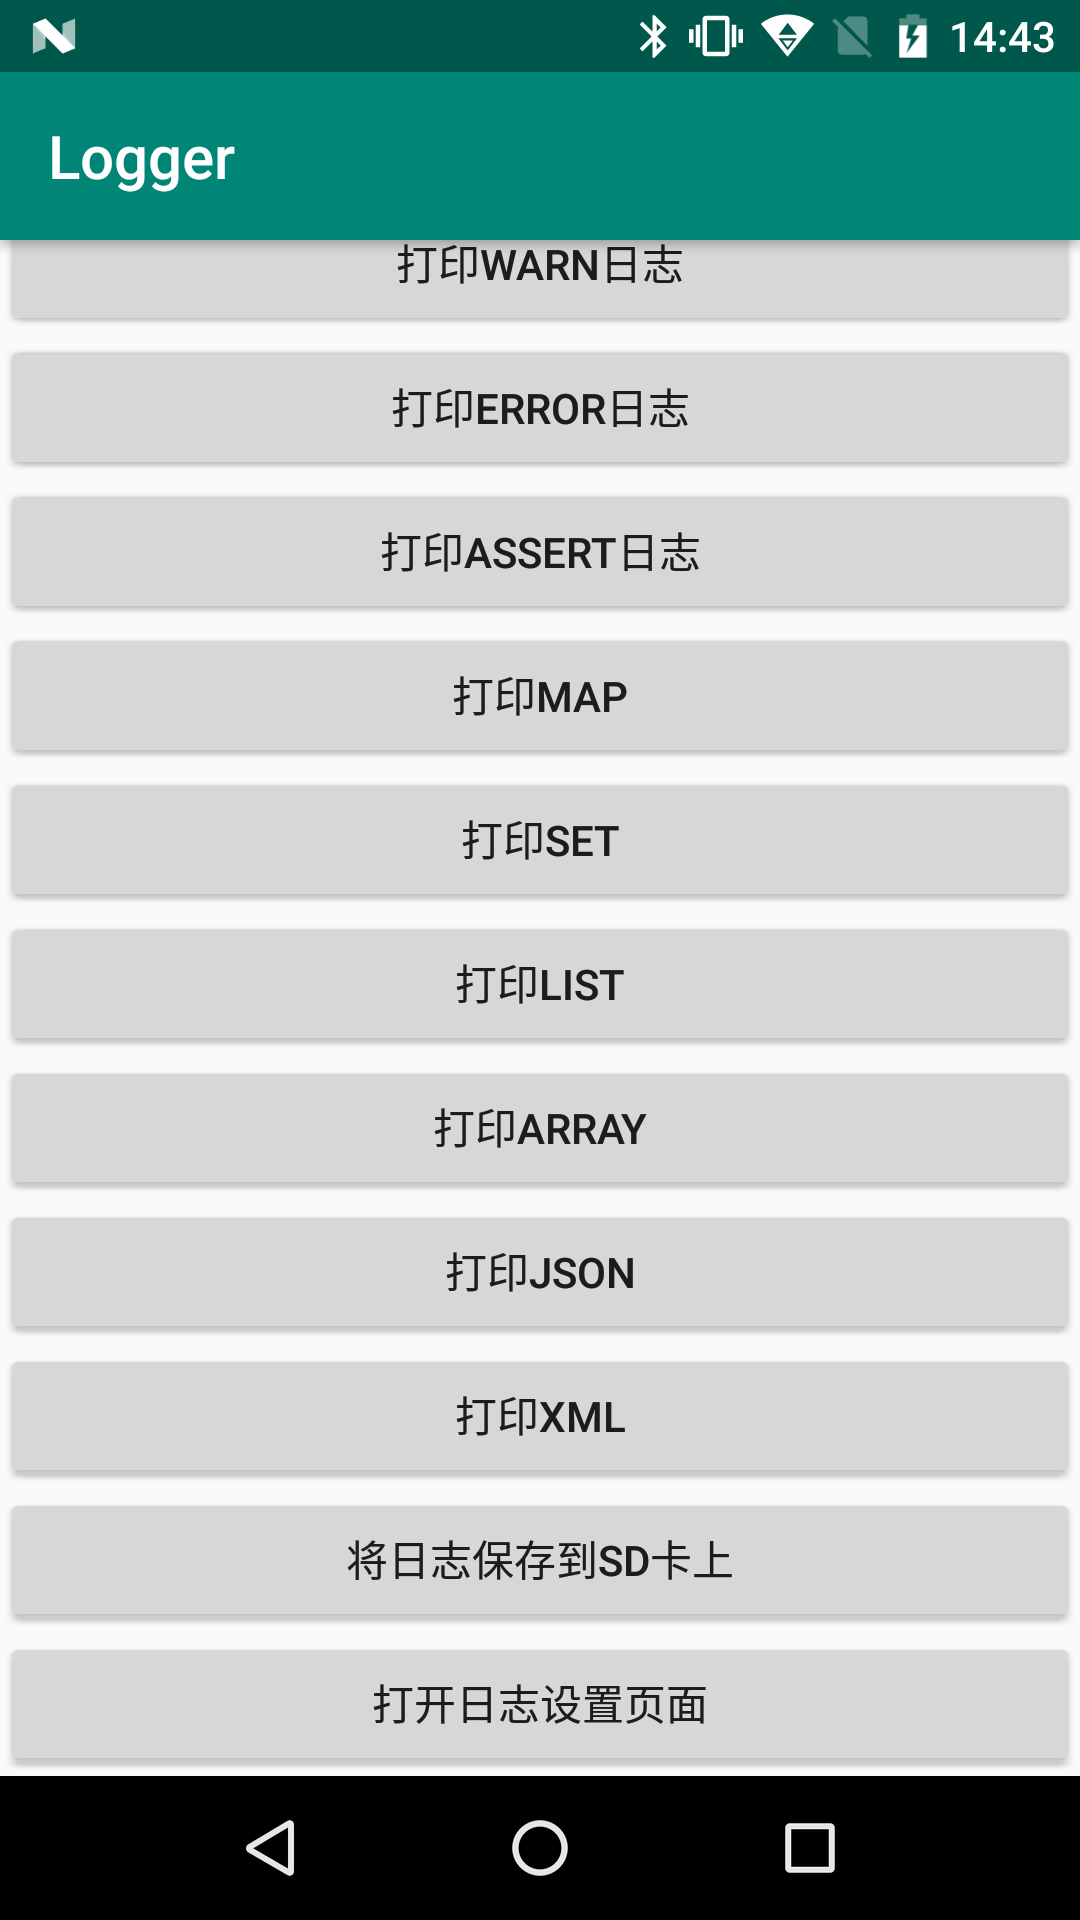 14:43
Logger
打印WARN日志
打印ERROR日志
打印ASSERT日志
打印MAP
打印SET
打印LIST
打印ARRAY
打印JSON
打印XML
将日志保存到SD卡上
打开日志设置页面